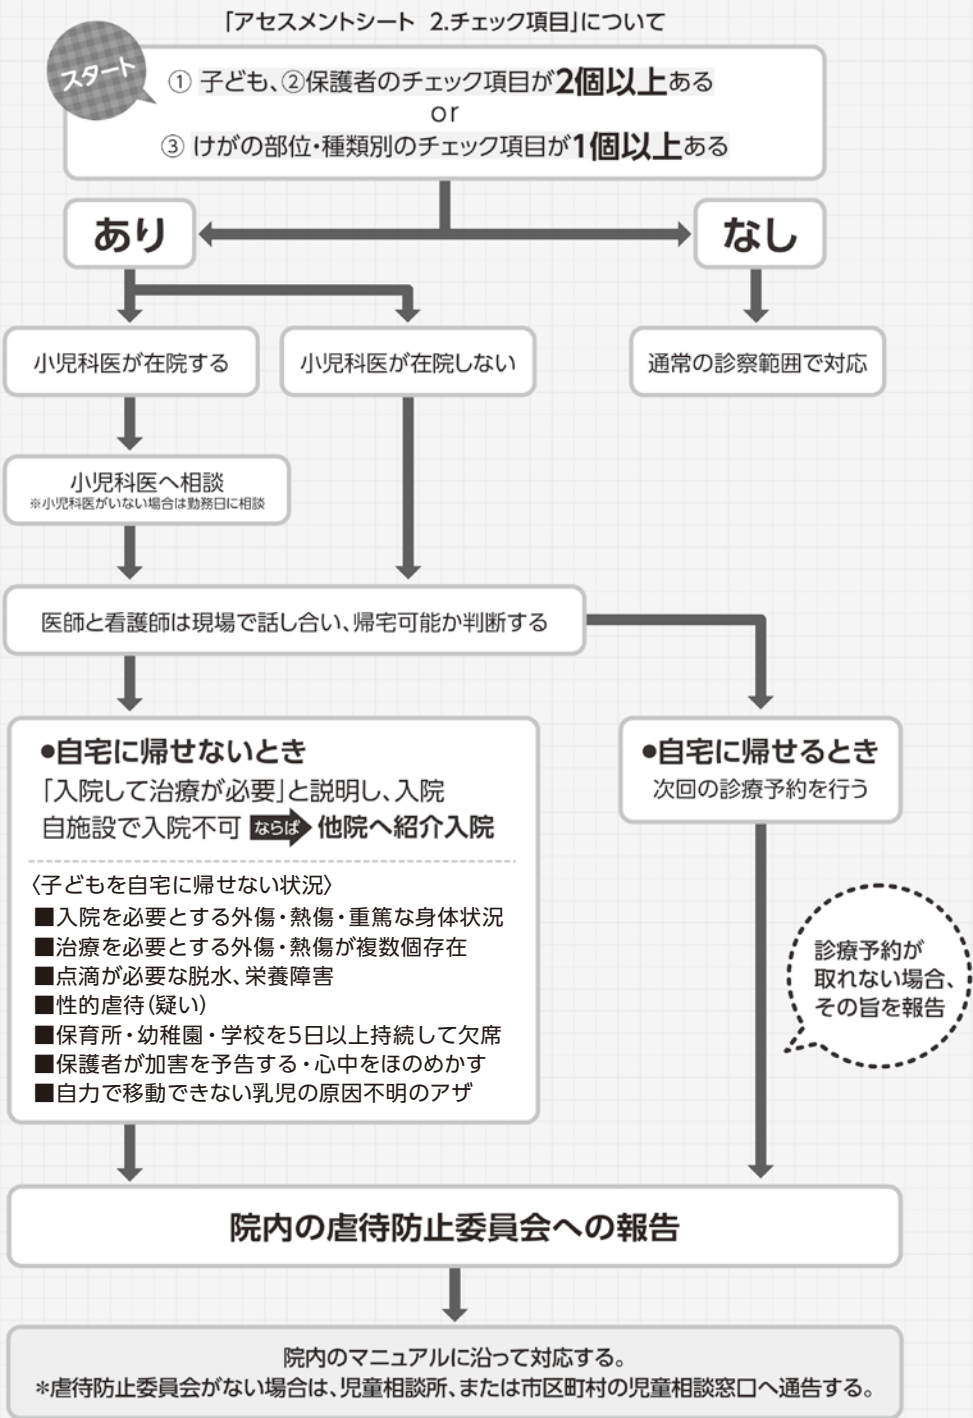 「アセスメントシート 2.チェック項目」について
スタート
① 子ども、②保護者のチェック項目が2個以上ある
or
③ けがの部位・種類別のチェック項目が1個以上ある
あり
なし
小児科医が在院する
小児科医が在院しない
通常の診察範囲で対応
小児科医へ相談
※小児科医がいない場合は勤務日に相談
医師と看護師は現場で話し合い、帰宅可能か判断する
●自宅に帰せないとき
「入院して治療が必要」と説明し、入院
自施設で入院不可 ならば 他院へ紹介入院
〈子どもを自宅に帰せない状況〉
■入院を必要とする外傷・熱傷・重篤な身体状況
■治療を必要とする外傷・熱傷が複数個存在
■点滴が必要な脱水、栄養障害
■性的虐待(疑い)
■保育所・幼稚園・学校を5日以上持続して欠席
■保護者が加害を予告する・心中をほのめかす
■自力で移動できない乳児の原因不明のアザ
●自宅に帰せるとき
次回の診療予約を行う
診療予約が
取れない場合、
その旨を報告
院内の虐待防止委員会への報告
院内のマニュアルに沿って対応する。
*虐待防止委員会がない場合は、児童相談所、または市区町村の児童相談窓口へ通告する。